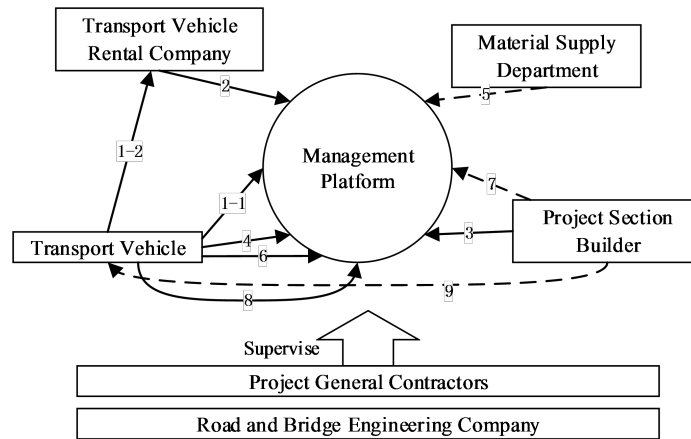 Transport Vehicle
Rental Company
Material Supply
Department
2
5
1-2
Management
Platform
7
1-1
Project Section
Builder
3
4
Transport Vehicle
6
9
8
Supervise
Project General Contractors
Road and Bridge Engineering Company